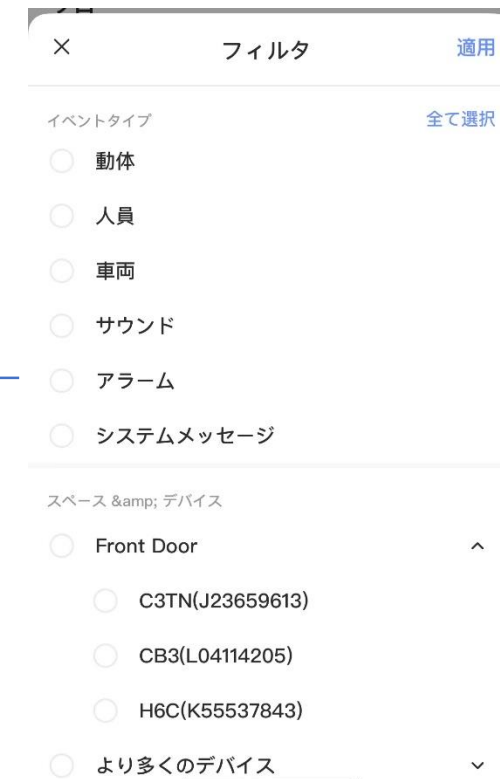 フィルタ 適用
イベントタイプ 全て選択
動体
人員
車両
サウンド
アラーム
システムメッセージ
スペース &amp; デバイス
Front Door
C3TN(J23659613)
CB3(L04114205)
H6C(K55537843)
より多くのデバイス